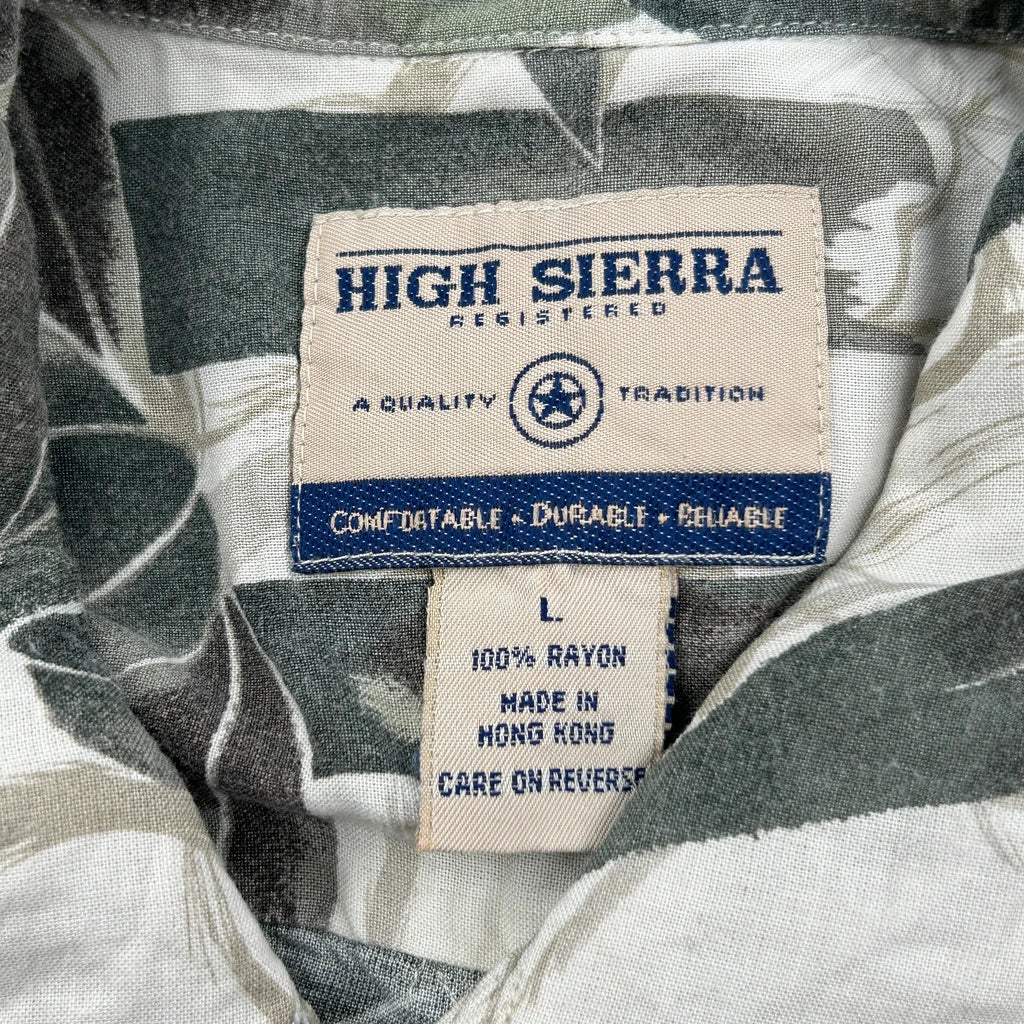 HIGH SIERRA
REGISTERED
A QUALITY TRADITION
COMFORTABLE • DURABLE • RELIABLE
L
100% RAYON
MADE IN
HONG KONG
CARE ON REVERSE